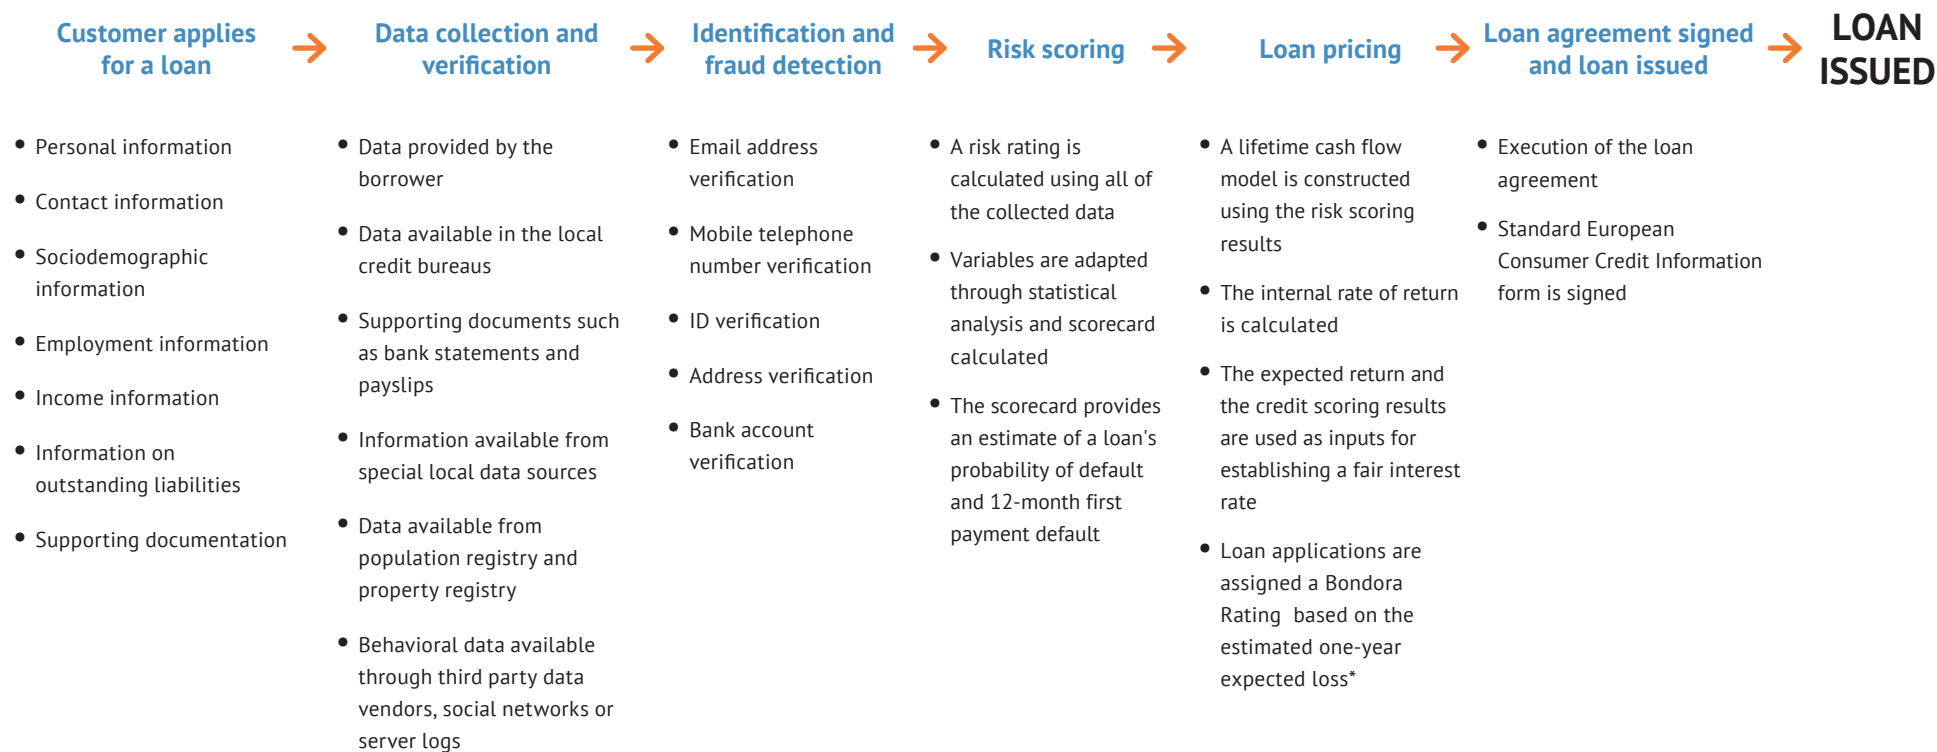 Customer applies
for a loan
Data collection and
verification
Identification and
fraud detection
Risk scoring
Loan pricing
Loan agreement signed
and loan issued
LOAN
ISSUED
• Personal information
• Contact information
• Sociodemographic
information
• Employment information
• Income information
• Information on
outstanding liabilities
• Supporting documentation
• Data provided by the
borrower
• Data available in the local
credit bureaus
• Supporting documents such
as bank statements and
payslips
• Information available from
special local data sources
• Data available from
population registry and
property registry
• Behavioral data available
through third party data
vendors, social networks or
server logs
• Email address
verification
• Mobile telephone
number verification
• ID verification
• Address verification
• Bank account
verification
• A risk rating is
calculated using all of
the collected data
• Variables are adapted
through statistical
analysis and scorecard
calculated
• The scorecard provides
an estimate of a loan's
probability of default
and 12-month first
payment default
• A lifetime cash flow
model is constructed
using the risk scoring
results
• The internal rate of return
is calculated
• The expected return and
the credit scoring results
are used as inputs for
establishing a fair interest
rate
• Loan applications are
assigned a Bondora
Rating based on the
estimated one-year
expected loss*
• Execution of the loan
agreement
• Standard European
Consumer Credit Information
form is signed